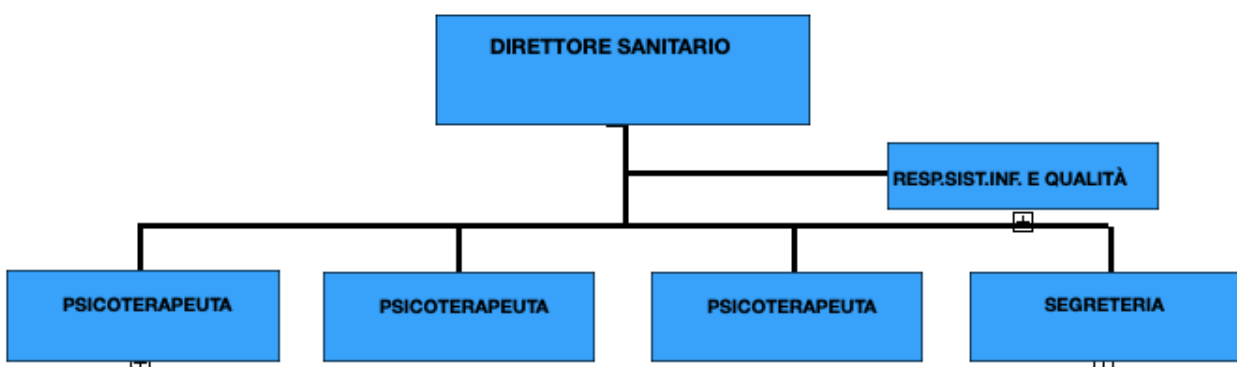 DIRETTORE SANITARIO
RESP.SIST.INF. E QUALITÀ
PSICOTERAPEUTA
PSICOTERAPEUTA
PSICOTERAPEUTA
SEGRETERIA